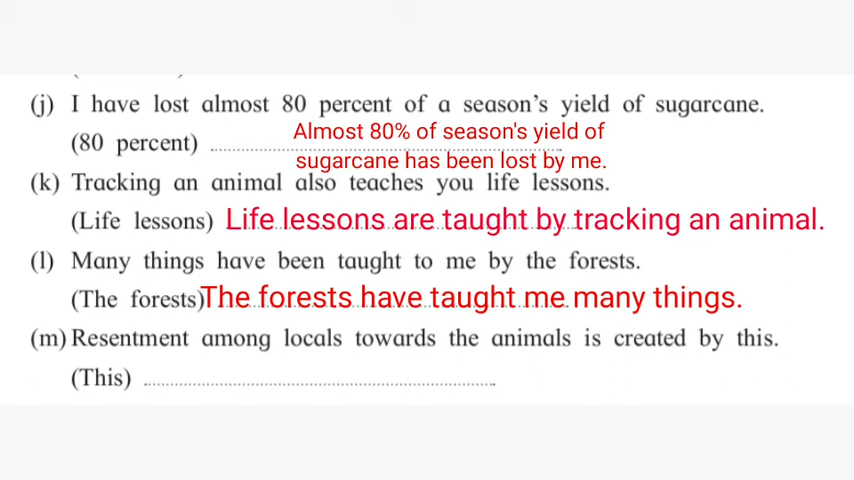 (j) I have lost almost 80 percent of a season's yield of sugarcane.
Almost 80% of season's yield of
(80 percent) ........................................
sugarcane has been lost by me.
(k) Tracking an animal also teaches you life lessons.
(Life lessons) Life lessons are taught by tracking an animal.
(l) Many things have been taught to me by the forests.
(The forests) The forests have taught me many things.
(m) Resentment among locals towards the animals is created by this.
(This) ........................................